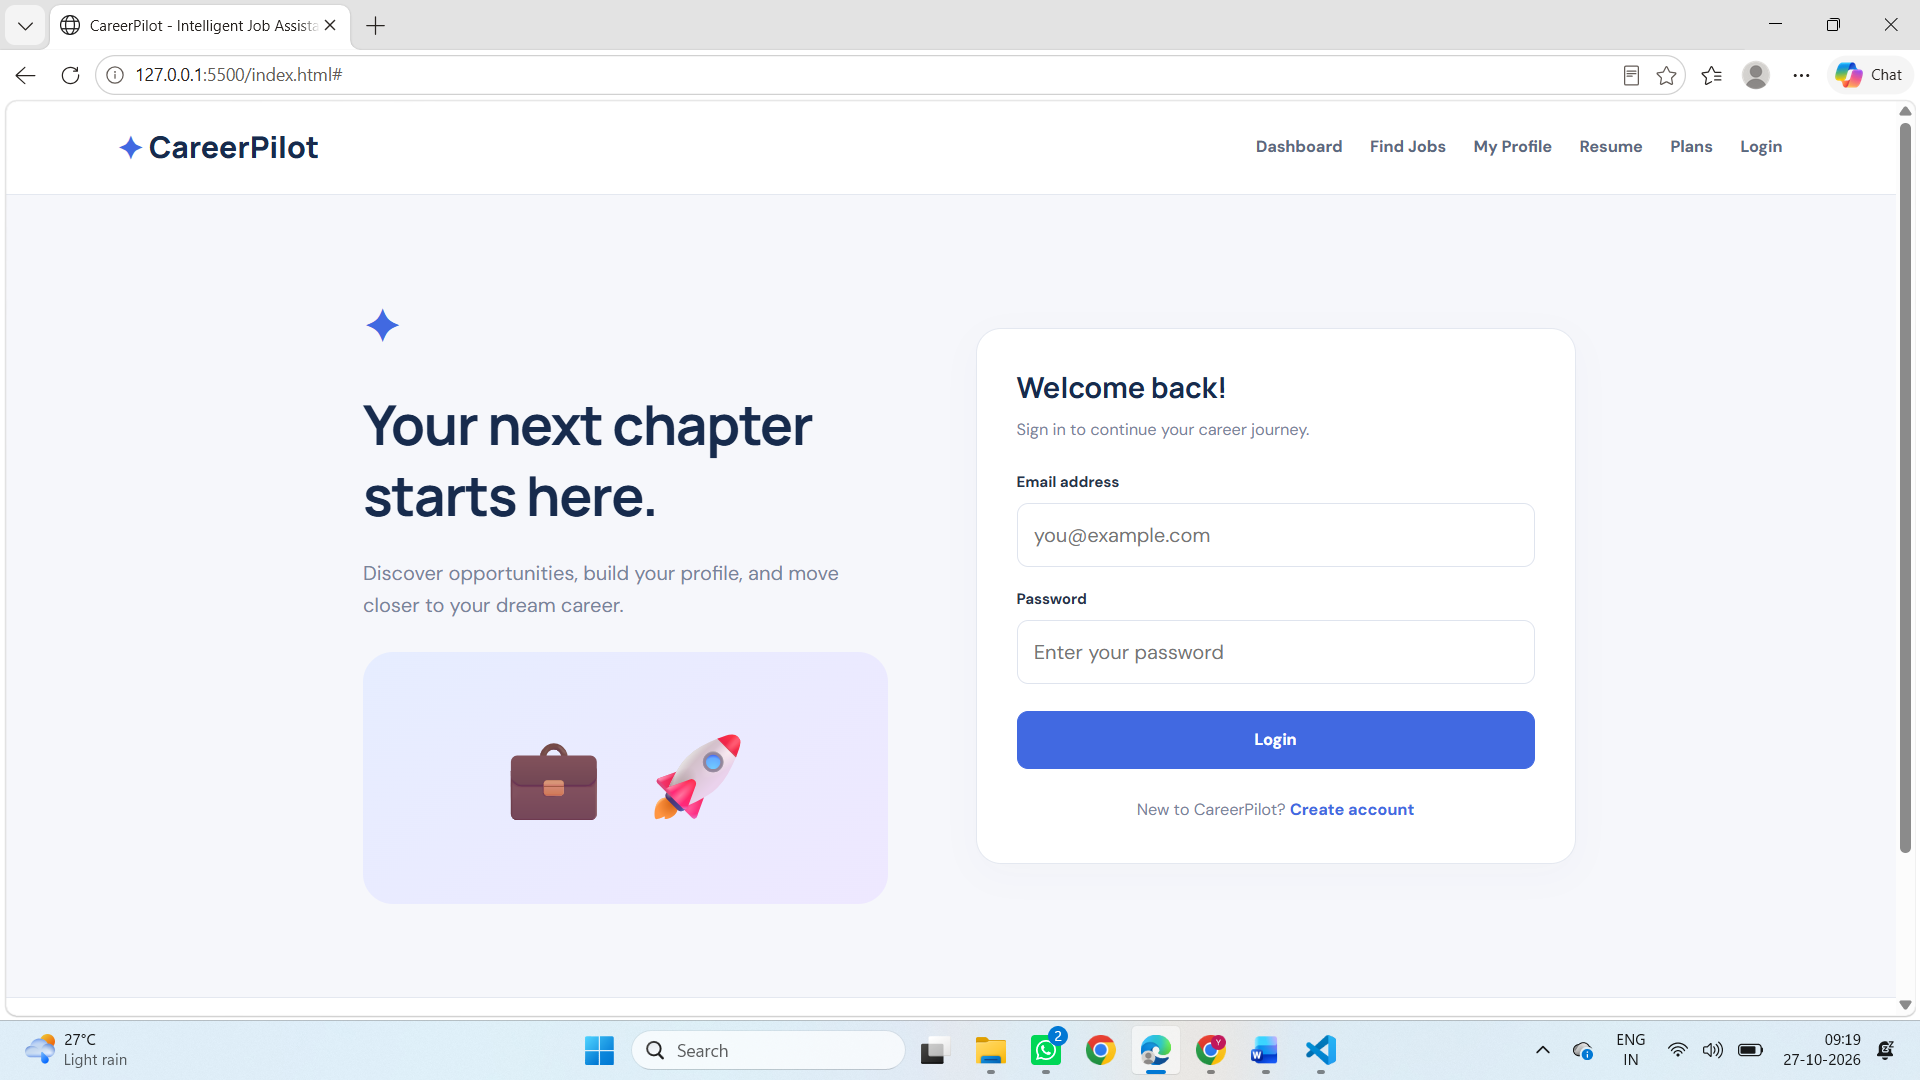 CareerPilot - Intelligent Job Assista
127.0.0.1:5500/index.html#
Chat
CareerPilot
Dashboard Find Jobs My Profile Resume Plans Login
Your next chapter
starts here.
Discover opportunities, build your profile, and move
closer to your dream career.
Welcome back!
Sign in to continue your career journey.
Email address
you@example.com
Password
Enter your password
Login
New to CareerPilot? Create account
27°C
Light rain
Search
2
Y
W
ENG
IN
09:19
27-10-2026